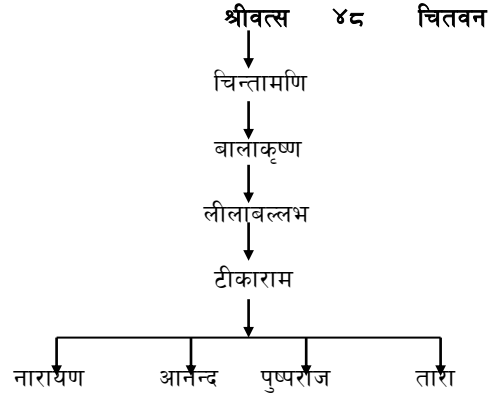 श्रीवत्स ४८ चितवन
चिन्तामणि
बालाकृष्ण
लीलाबल्लभ
टीकाराम
नारायण आनन्द पुष्पराज तारा